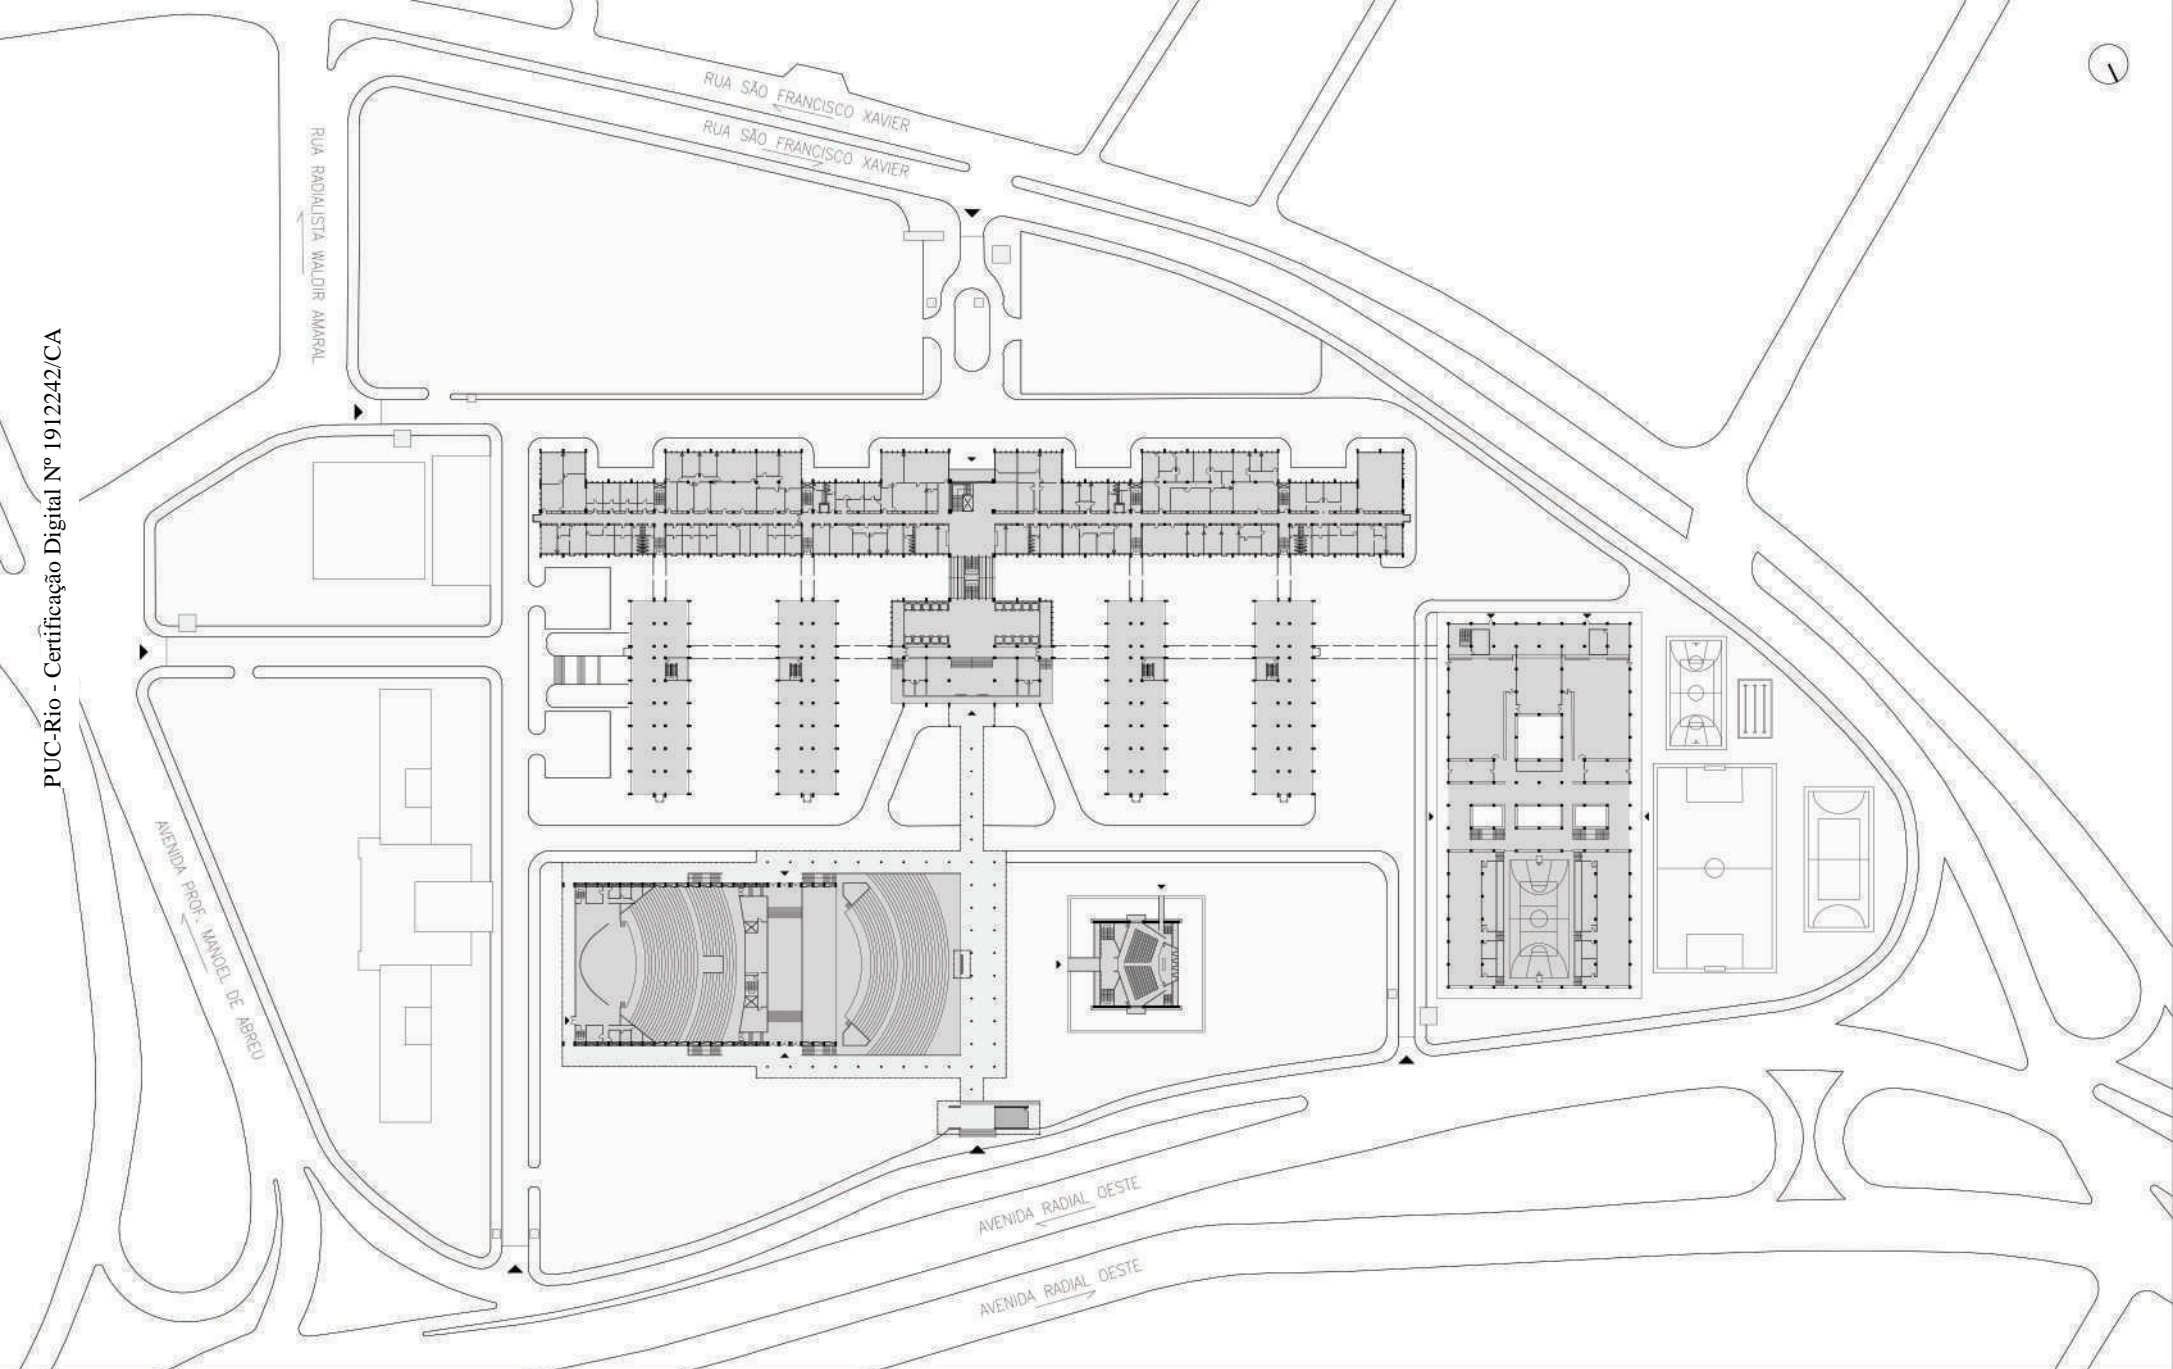 RUA SÃO FRANCISCO XAVIER
RUA SÃO FRANCISCO XAVIER
RUA RADIALISTA WALDIR AMARAL
PUC-Rio - Certificação Digital Nº 1912242/CA
AVENIDA PROF. MANOEL DE ABREU
AVENIDA RADIAL OESTE
AVENIDA RADIAL OESTE